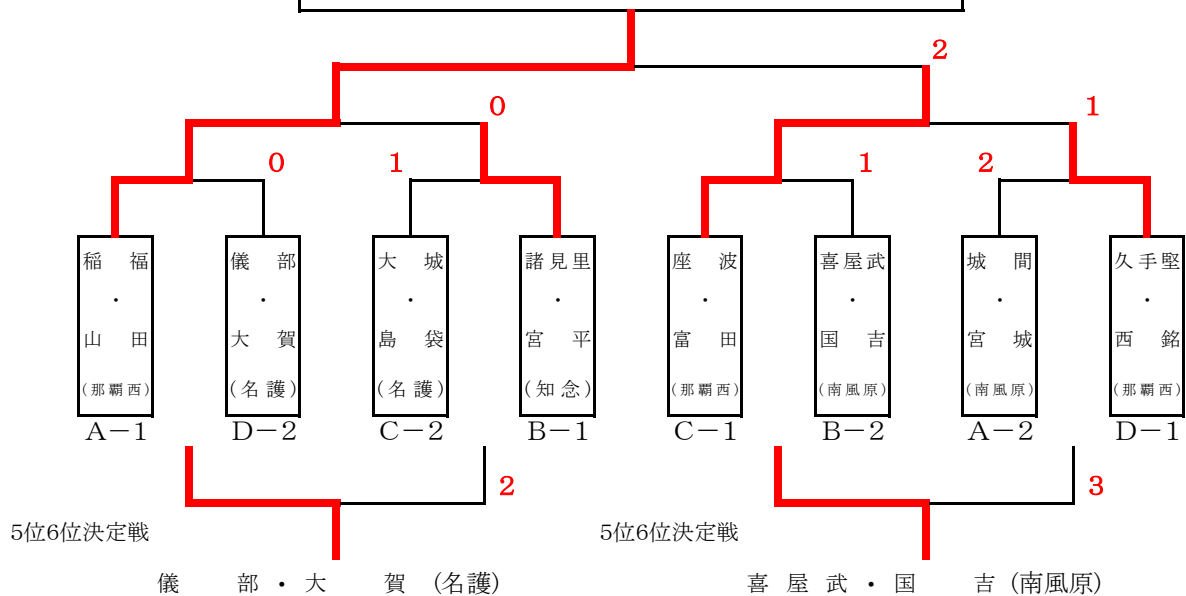 2
0 1
0 1 1 2
稲福 儀部 大城 諸見里 座波 喜屋武 城間 久手堅
・ ・ ・ ・ ・ ・ ・ ・
山田 大賀 島袋 宮平 富田 国吉 宮城 西銘
(那覇西) (名護) (名護) (知念) (那覇西) (南風原) (南風原) (那覇西)
A－1 D－2 C－2 B－1 C－1 B－2 A－2 D－1
2 3
5位6位決定戦 5位6位決定戦
儀部・大賀 (名護) 喜屋武・国吉 (南風原)